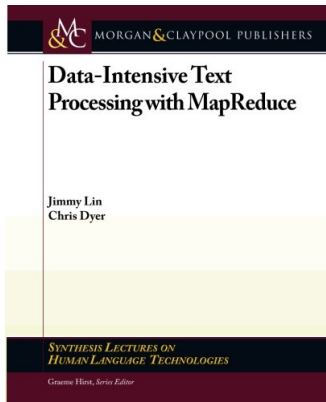 M&C MORGAN&CLAYPOOL PUBLISHERS
Data-Intensive Text
Processing with MapReduce
Jimmy Lin
Chris Dyer
SYNTHESIS LECTURES ON
HUMAN LANGUAGE TECHNOLOGIES
Graeme Hirst, Series Editor